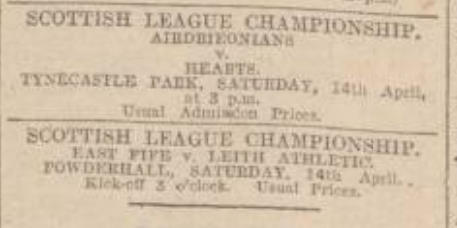 SCOTTISH LEAGUE CHAMPIONSHIP.
AIRDRIEONIANS
v.
HEARTS.
TYNECASTLE PARK, SATURDAY, 14th April,
at 3 p.m.
Usual Admission Prices.
SCOTTISH LEAGUE CHAMPIONSHIP.
EAST FIFE v. LEITH ATHLETIC.
POWDERHALL, SATURDAY, 14th April.
Kick-off 3 o'clock. Usual Prices.